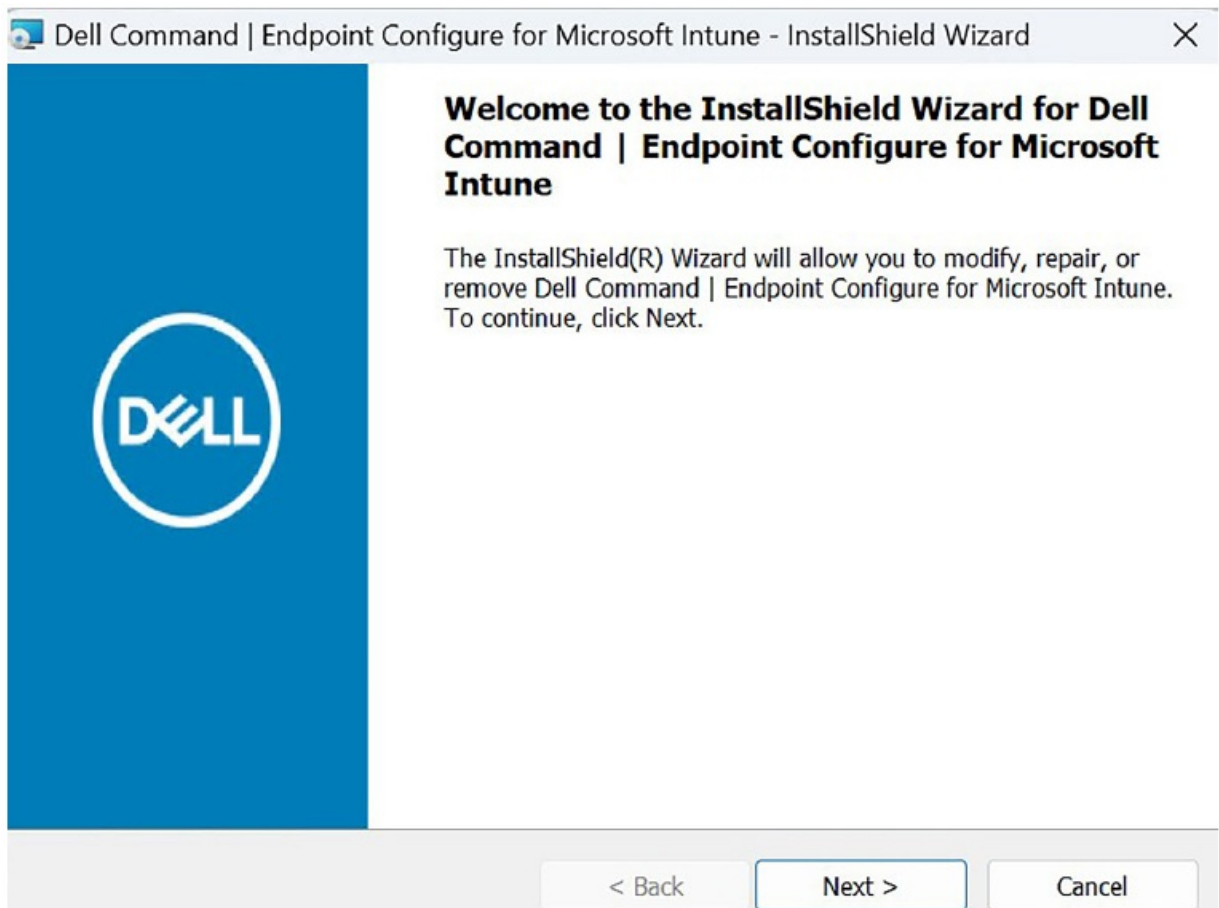 Dell Command | Endpoint Configure for Microsoft Intune - InstallShield Wizard
Welcome to the InstallShield Wizard for Dell
Command | Endpoint Configure for Microsoft
Intune
The InstallShield(R) Wizard will allow you to modify, repair, or
remove Dell Command | Endpoint Configure for Microsoft Intune.
To continue, click Next.
DELL
< Back
Next >
Cancel